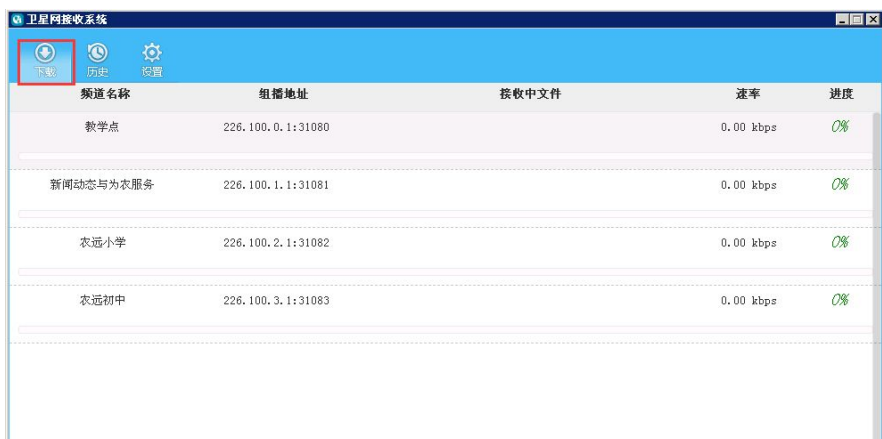 卫星网接收系统
下载 历史 设置
频道名称 组播地址 接收中文件 速率 进度
教学点 226.100.0.1:31080 0.00 kbps 0%
新闻动态与为农服务 226.100.1.1:31081 0.00 kbps 0%
农远小学 226.100.2.1:31082 0.00 kbps 0%
农远初中 226.100.3.1:31083 0.00 kbps 0%